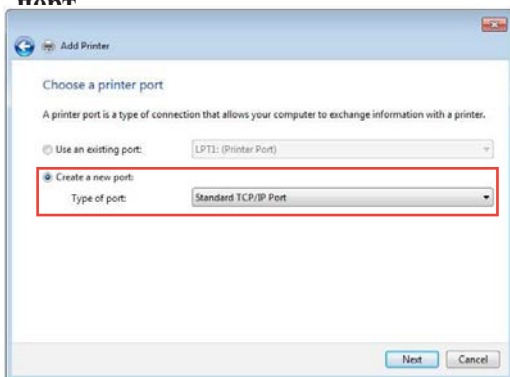 порт
Add Printer
Choose a printer port
A printer port is a type of connection that allows your computer to exchange information with a printer.
Use an existing port: LPT1: (Printer Port)
Create a new port:
Type of port: Standard TCP/IP Port
Next Cancel